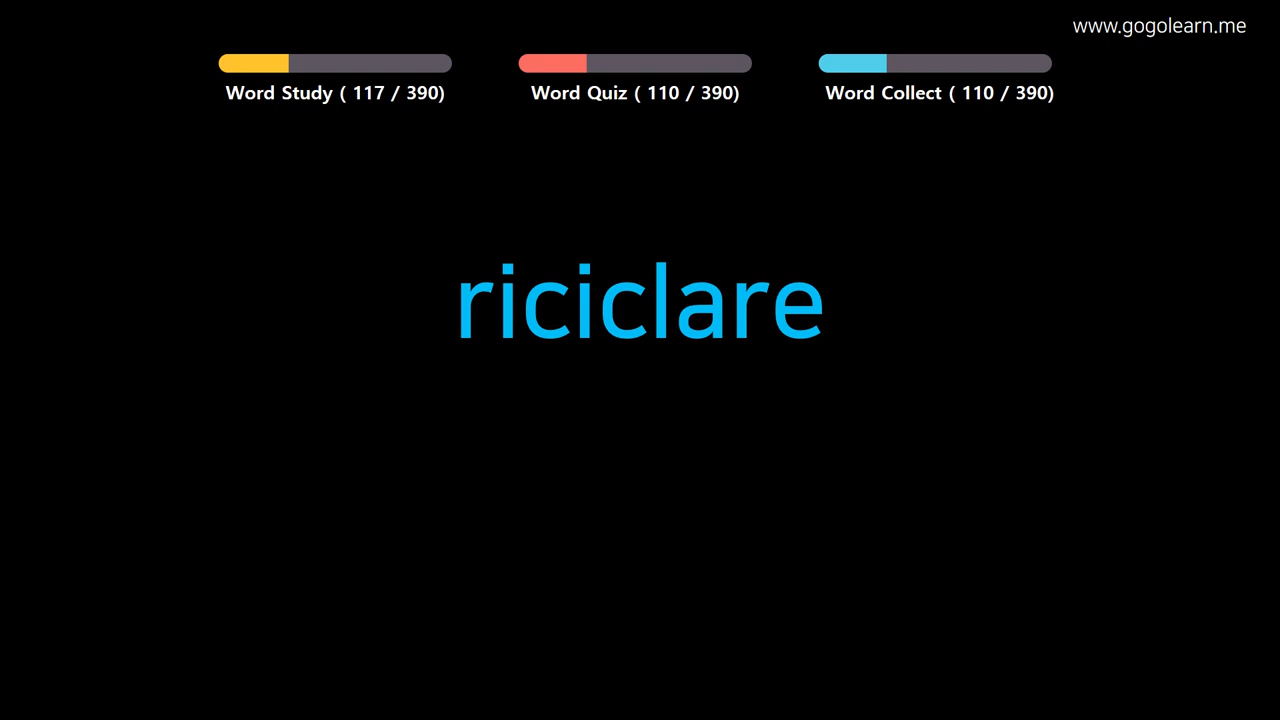 www.gogolearn.me
Word Study ( 117 / 390)
Word Quiz ( 110 / 390)
Word Collect ( 110 / 390)
riciclare